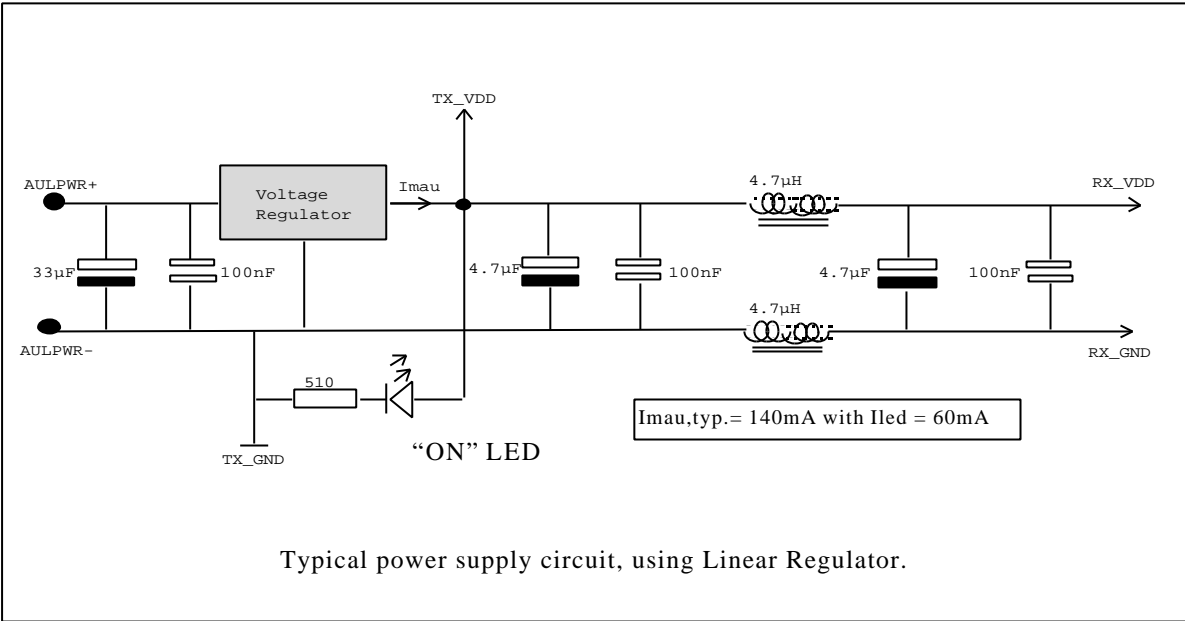 TX_VDD
AULPWR+
Voltage
Regulator
Imau
4.7µH
RX_VDD
33µF
100nF
4.7µF
100nF
4.7µF
100nF
4.7µH
AULPWR-
RX_GND
510
Imau,typ.= 140mA with Iled = 60mA
“ON” LED
TX_GND
Typical power supply circuit, using Linear Regulator.